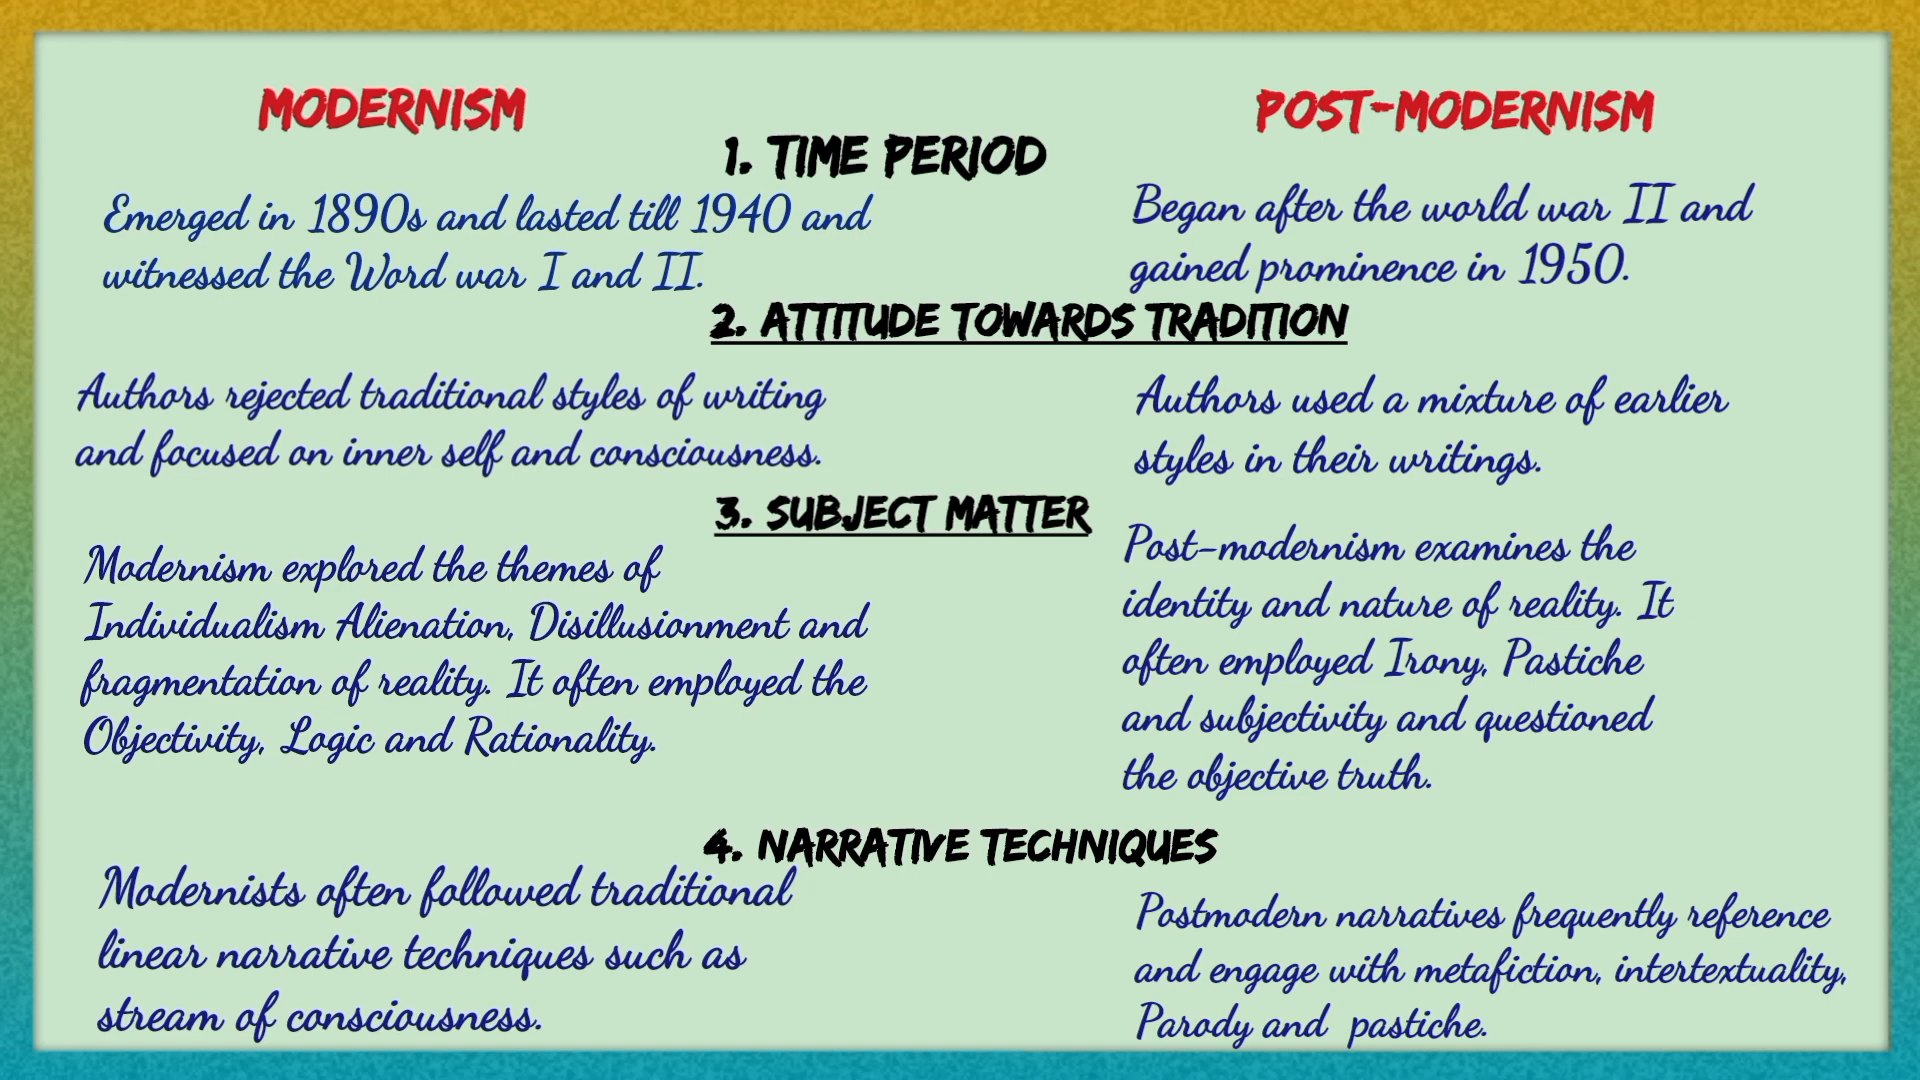 MODERNISM
POST-MODERNISM
1. TIME PERIOD
Emerged in 1890s and lasted till 1940 and
witnessed the Word war I and II.
Began after the world war II and
gained prominence in 1950.
2. ATTITUDE TOWARDS TRADITION
Authors rejected traditional styles of writing
and focused on inner self and consciousness.
Authors used a mixture of earlier
styles in their writings.
3. SUBJECT MATTER
Modernism explored the themes of
Individualism Alienation, Disillusionment and
fragmentation of reality. It often employed the
Objectivity, Logic and Rationality.
Post-modernism examines the
identity and nature of reality. It
often employed Irony, Pastiche
and subjectivity and questioned
the objective truth.
4. NARRATIVE TECHNIQUES
Modernists often followed traditional
linear narrative techniques such as
stream of consciousness.
Postmodern narratives frequently reference
and engage with metafiction, intertextuality,
Parody and pastiche.